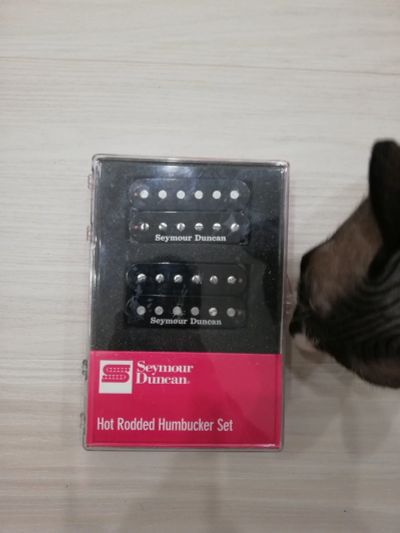 Seymour Duncan
Seymour Duncan
Seymour
Duncan®
Hot Rodded Humbucker Set